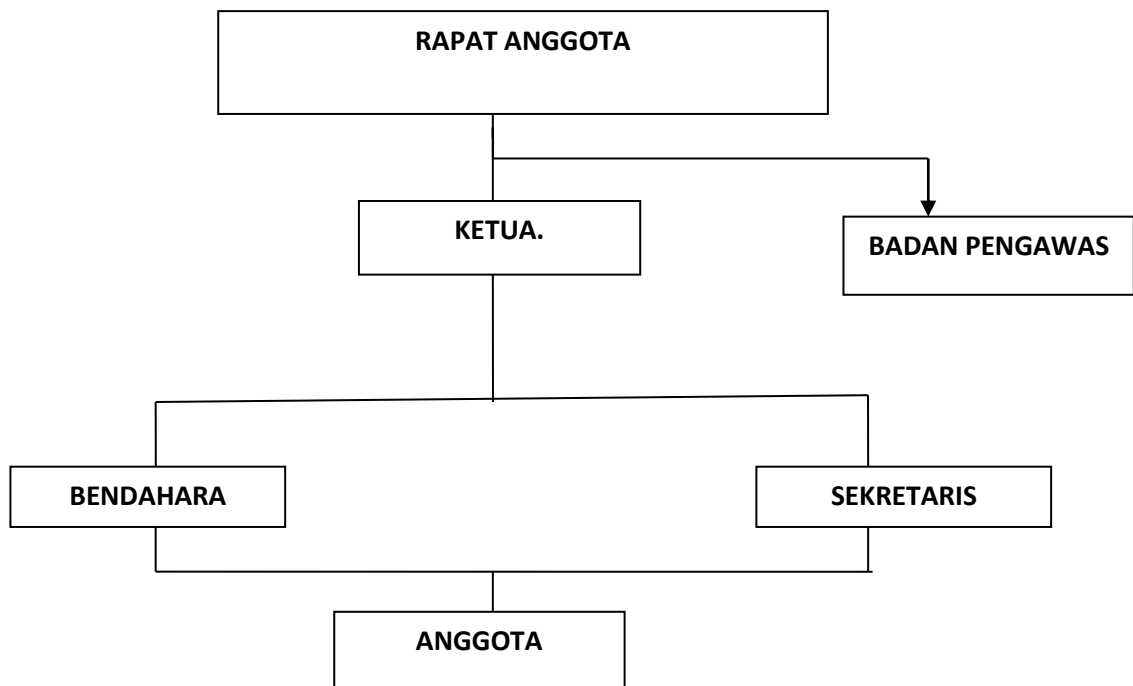 RAPAT ANGGOTA
KETUA.
BADAN PENGAWAS
BENDAHARA
SEKRETARIS
ANGGOTA